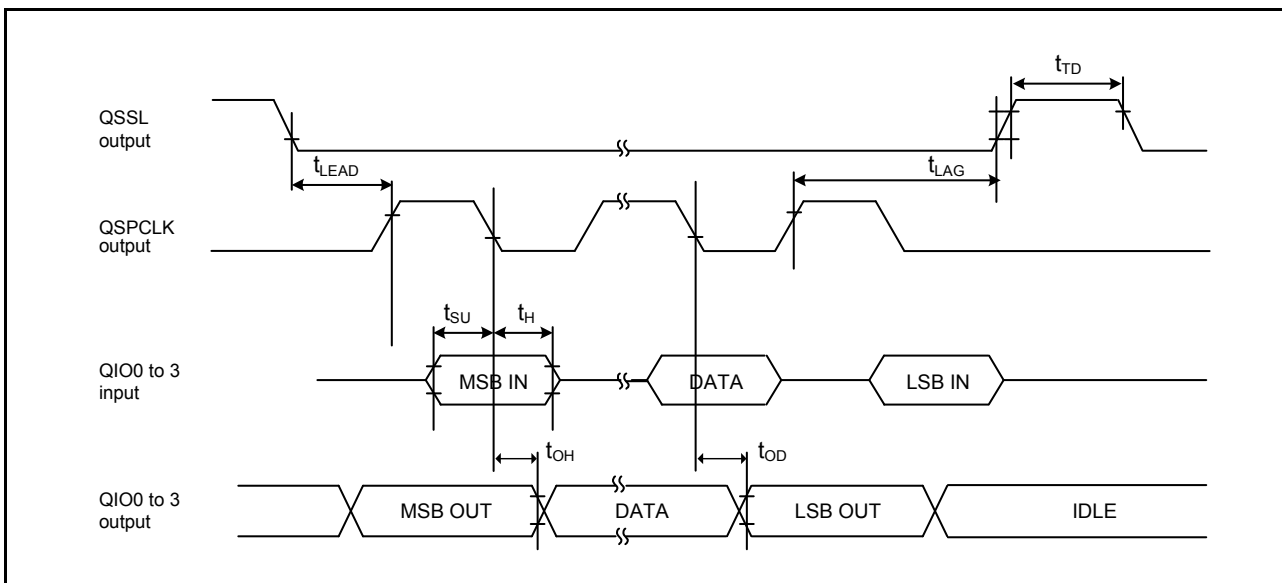 tTD
QSSL
output
tLEAD
tLAG
QSPCLK
output
tSU
tH
QIO0 to 3
input
MSB IN
DATA
LSB IN
tOH
tOD
QIO0 to 3
output
MSB OUT
DATA
LSB OUT
IDLE